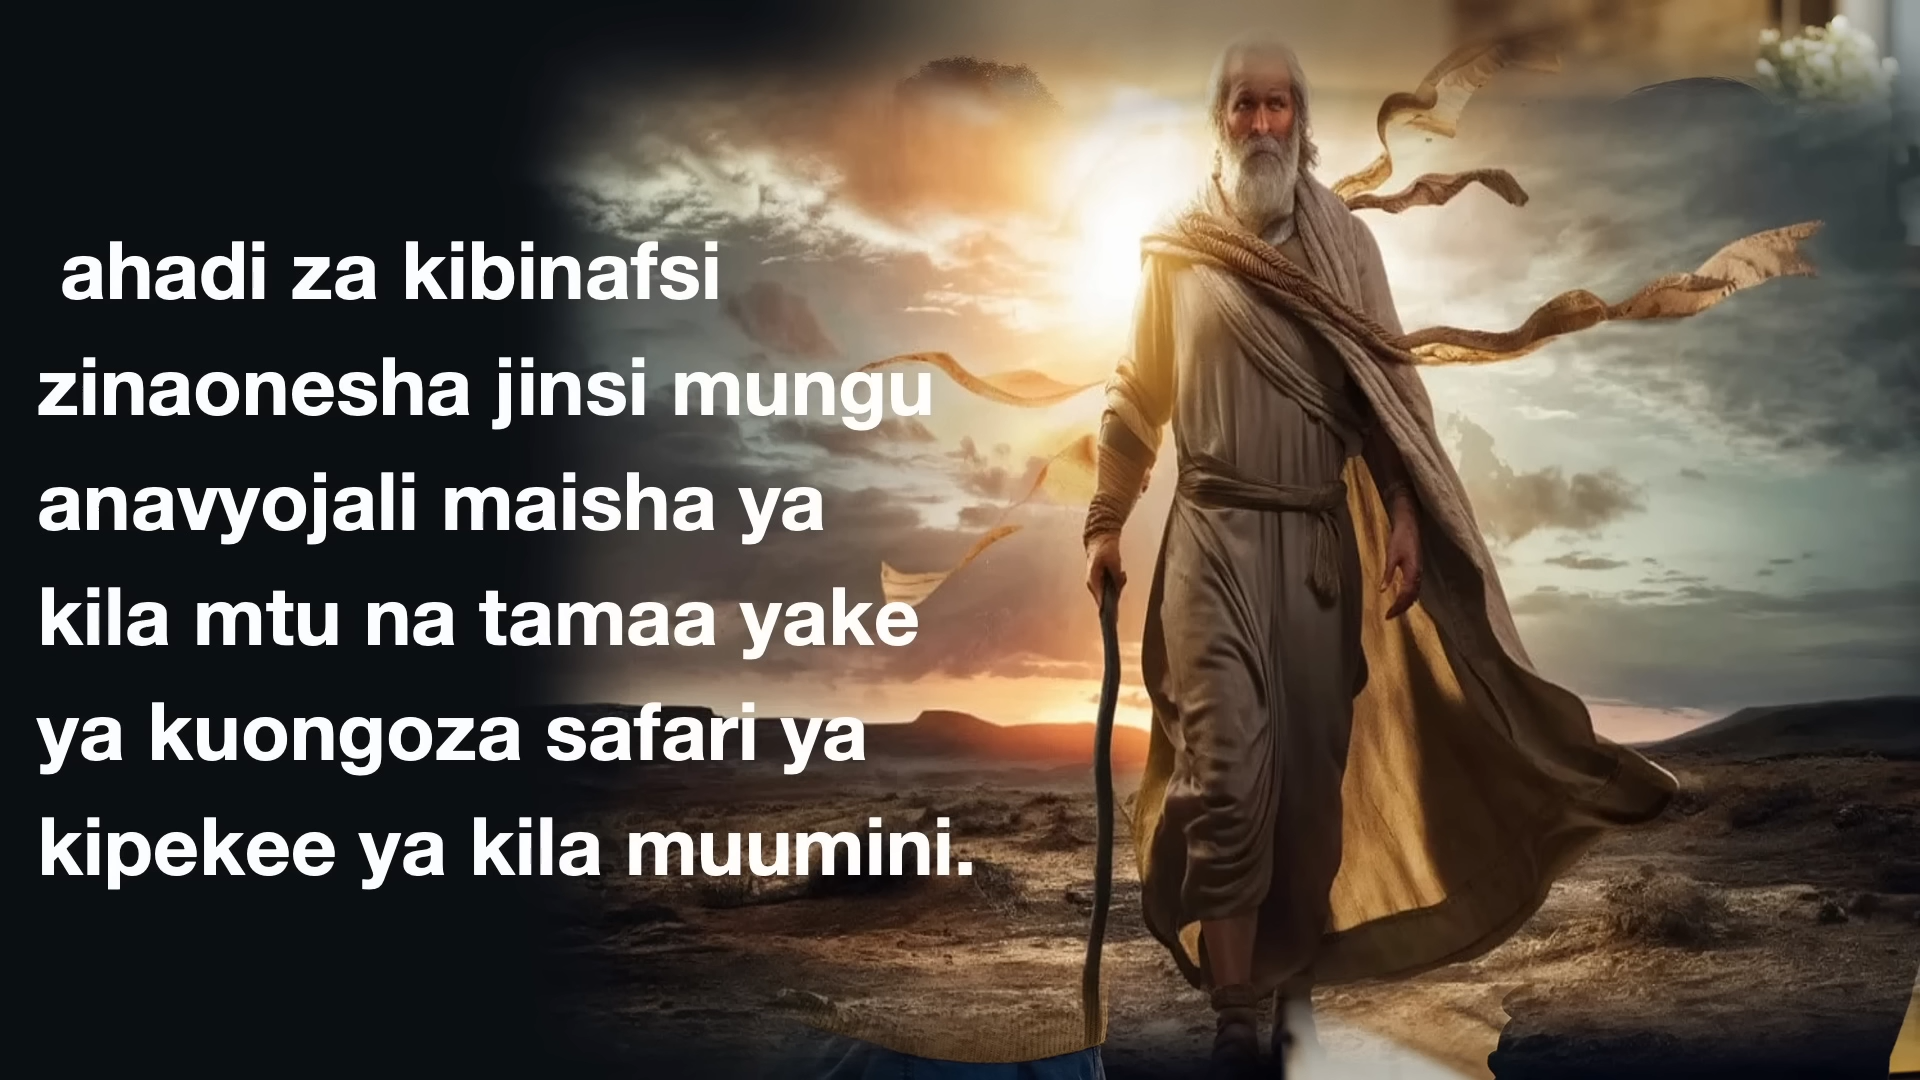 ahadi za kibinafsi
zinaonesha jinsi mungu
anavyojali maisha ya
kila mtu na tamaa yake
ya kuongoza safari ya
kipekee ya kila muumini.